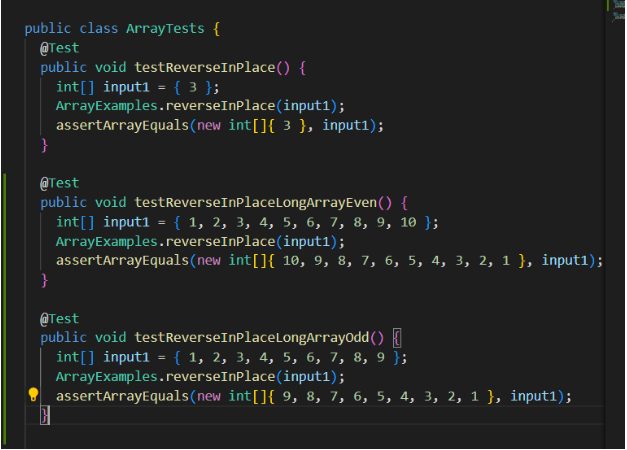 public class ArrayTests {
@Test
public void testReverseInPlace() {
int[] input1 = { 3 };
ArrayExamples.reverseInPlace(input1);
assertArrayEquals(new int[]{ 3 }, input1);
}
@Test
public void testReverseInPlaceLongArrayEven() {
int[] input1 = { 1, 2, 3, 4, 5, 6, 7, 8, 9, 10 };
ArrayExamples.reverseInPlace(input1);
assertArrayEquals(new int[]{ 10, 9, 8, 7, 6, 5, 4, 3, 2, 1 }, input1);
}
@Test
public void testReverseInPlaceLongArrayOdd() {
int[] input1 = { 1, 2, 3, 4, 5, 6, 7, 8, 9 };
ArrayExamples.reverseInPlace(input1);
assertArrayEquals(new int[]{ 9, 8, 7, 6, 5, 4, 3, 2, 1 }, input1);
}